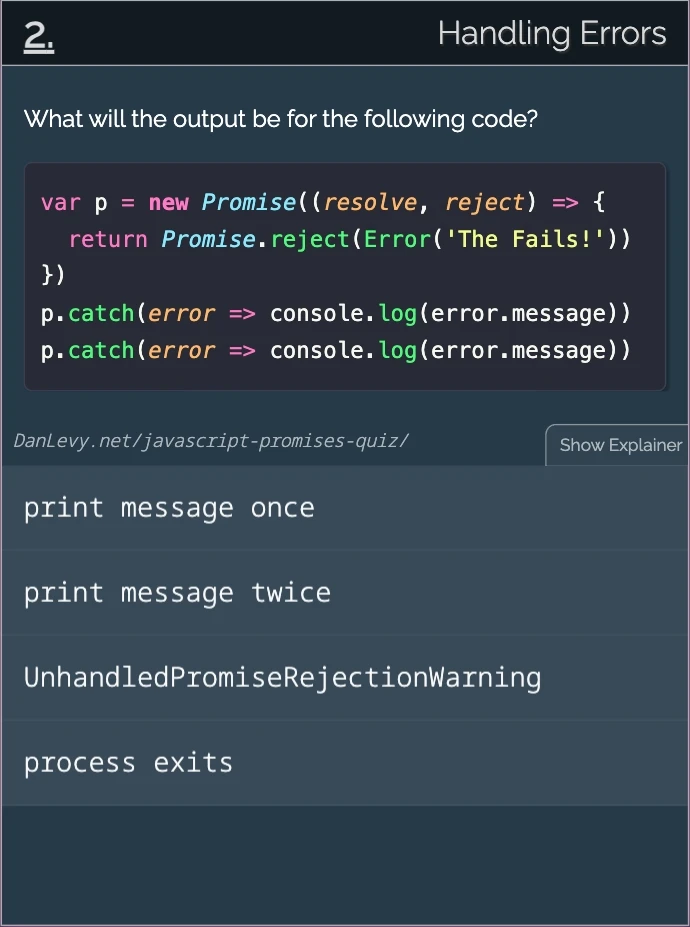 2.
Handling Errors
What will the output be for the following code?
var p = new Promise((resolve, reject) => {
  return Promise.reject(Error('The Fails!'))
})
p.catch(error => console.log(error.message))
p.catch(error => console.log(error.message))
DanLevy.net/javascript-promises-quiz/
Show Explainer
print message once
print message twice
UnhandledPromiseRejectionWarning
process exits